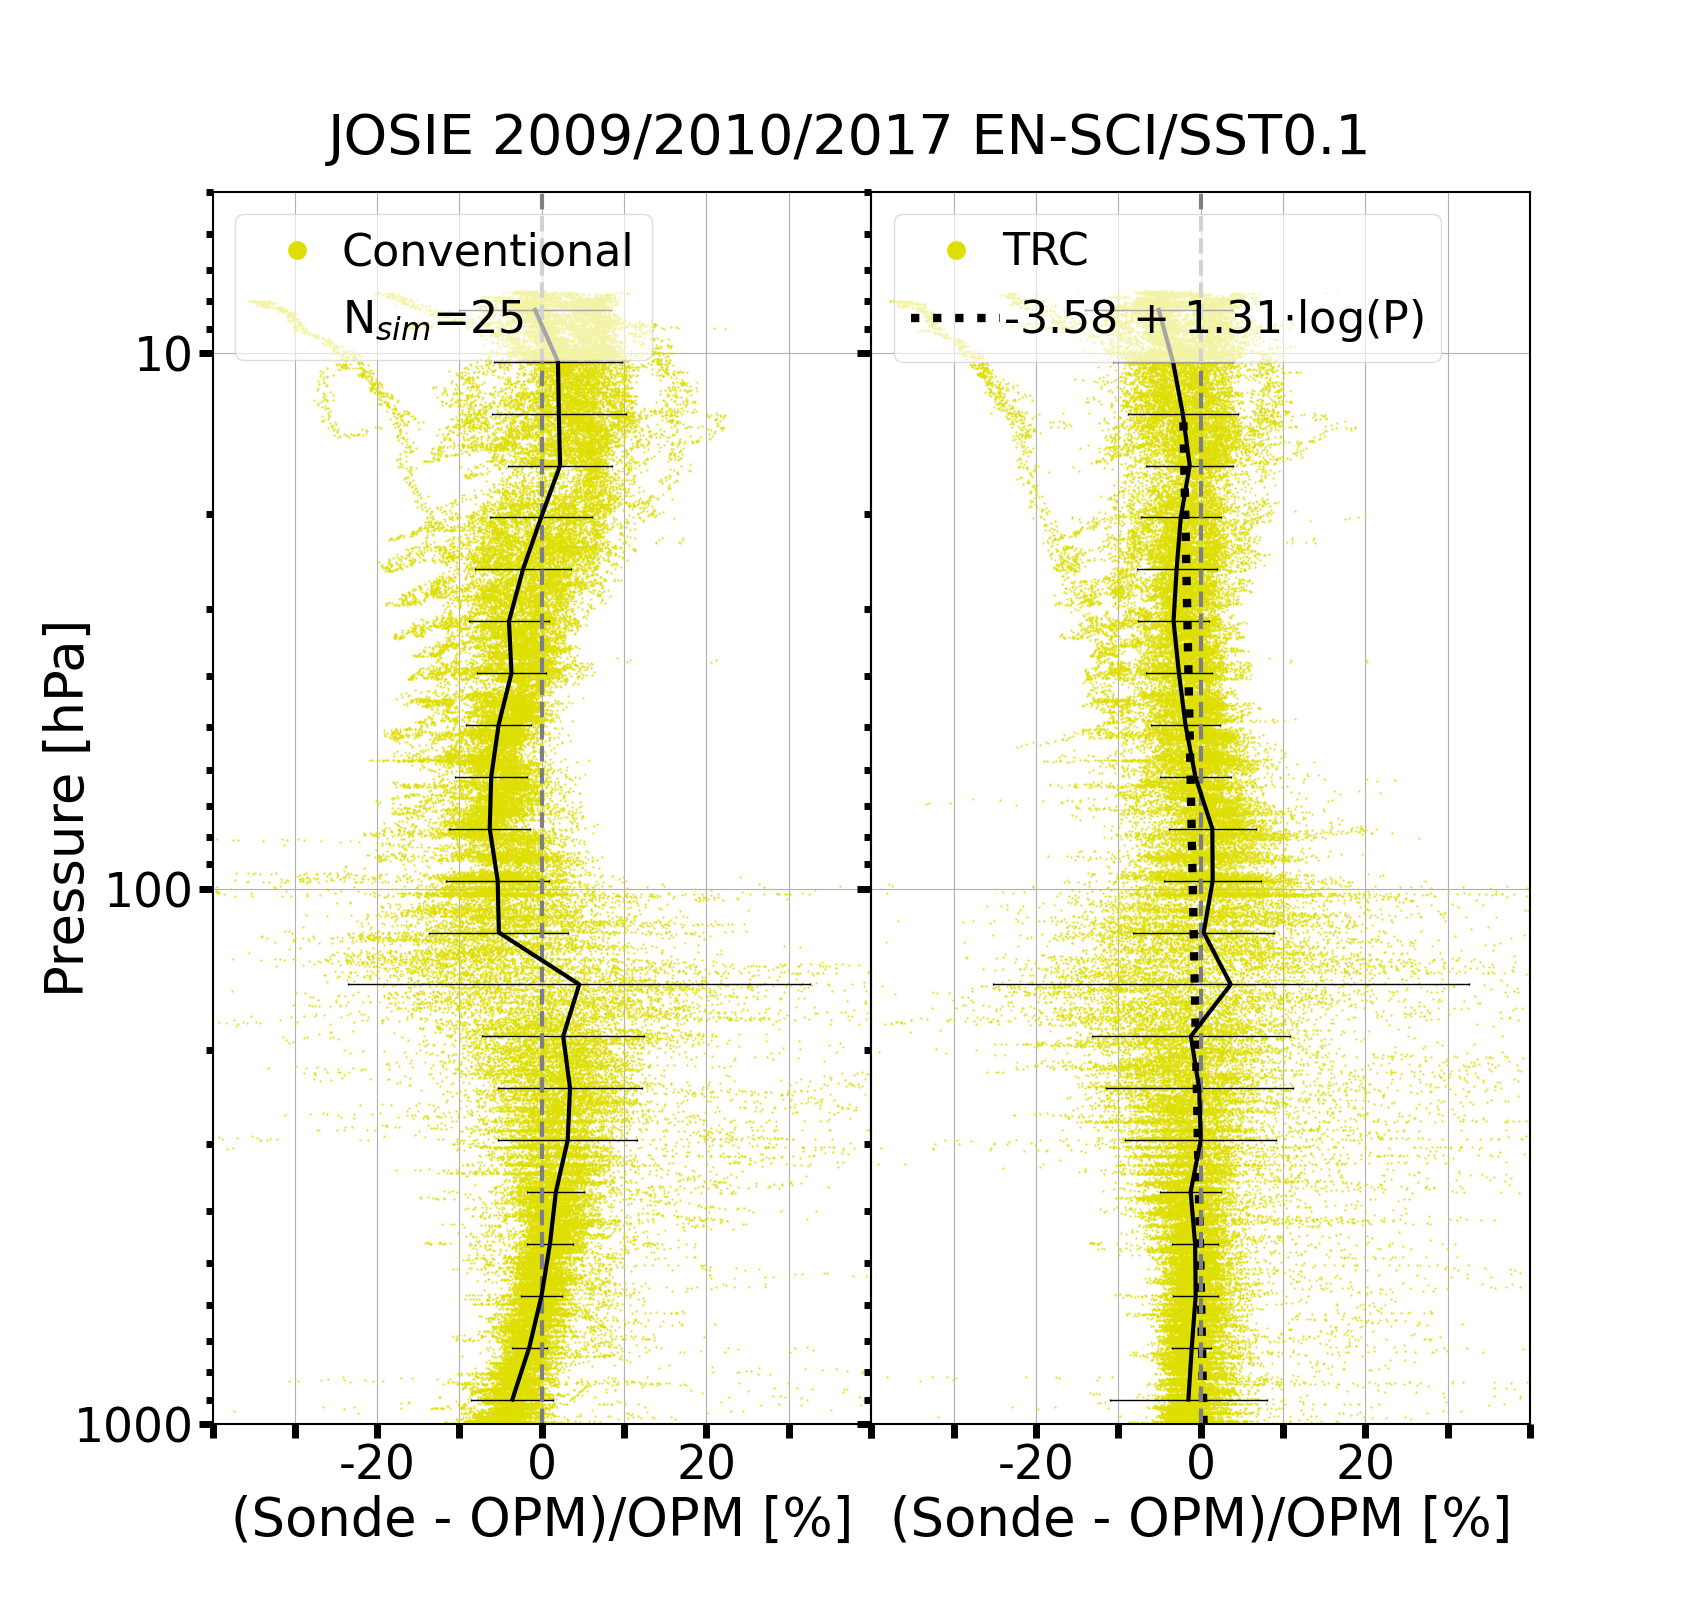 JOSIE 2009/2010/2017 EN-SCI/SST0.1
Conventional
Nsim=25
TRC
-3.58 + 1.31·log(P)
Pressure [hPa]
10
100
1000
-20 0 20
-20 0 20
(Sonde - OPM)/OPM [%]
(Sonde - OPM)/OPM [%]